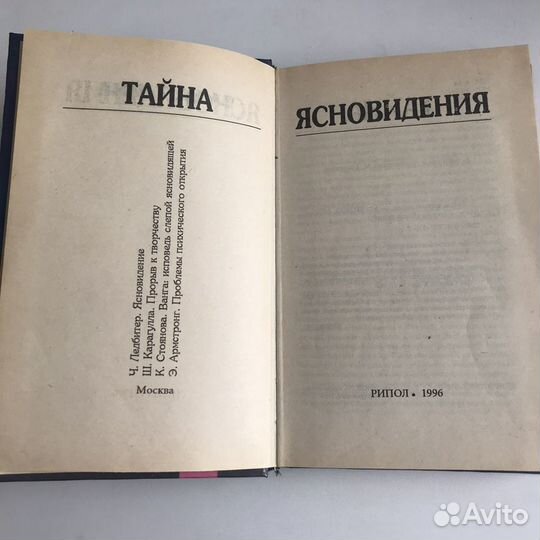 ТАЙНА
Ч. Ледбитер. Ясновидение
Ш. Карагулла. Прорыв к творчеству
К. Стоянова. Ванга: исповедь слепой ясновидящей
Э. Армстронг. Проблемы психического открытия
Москва
ЯСНОВИДЕНИЯ
РИПОЛ • 1996
Avito